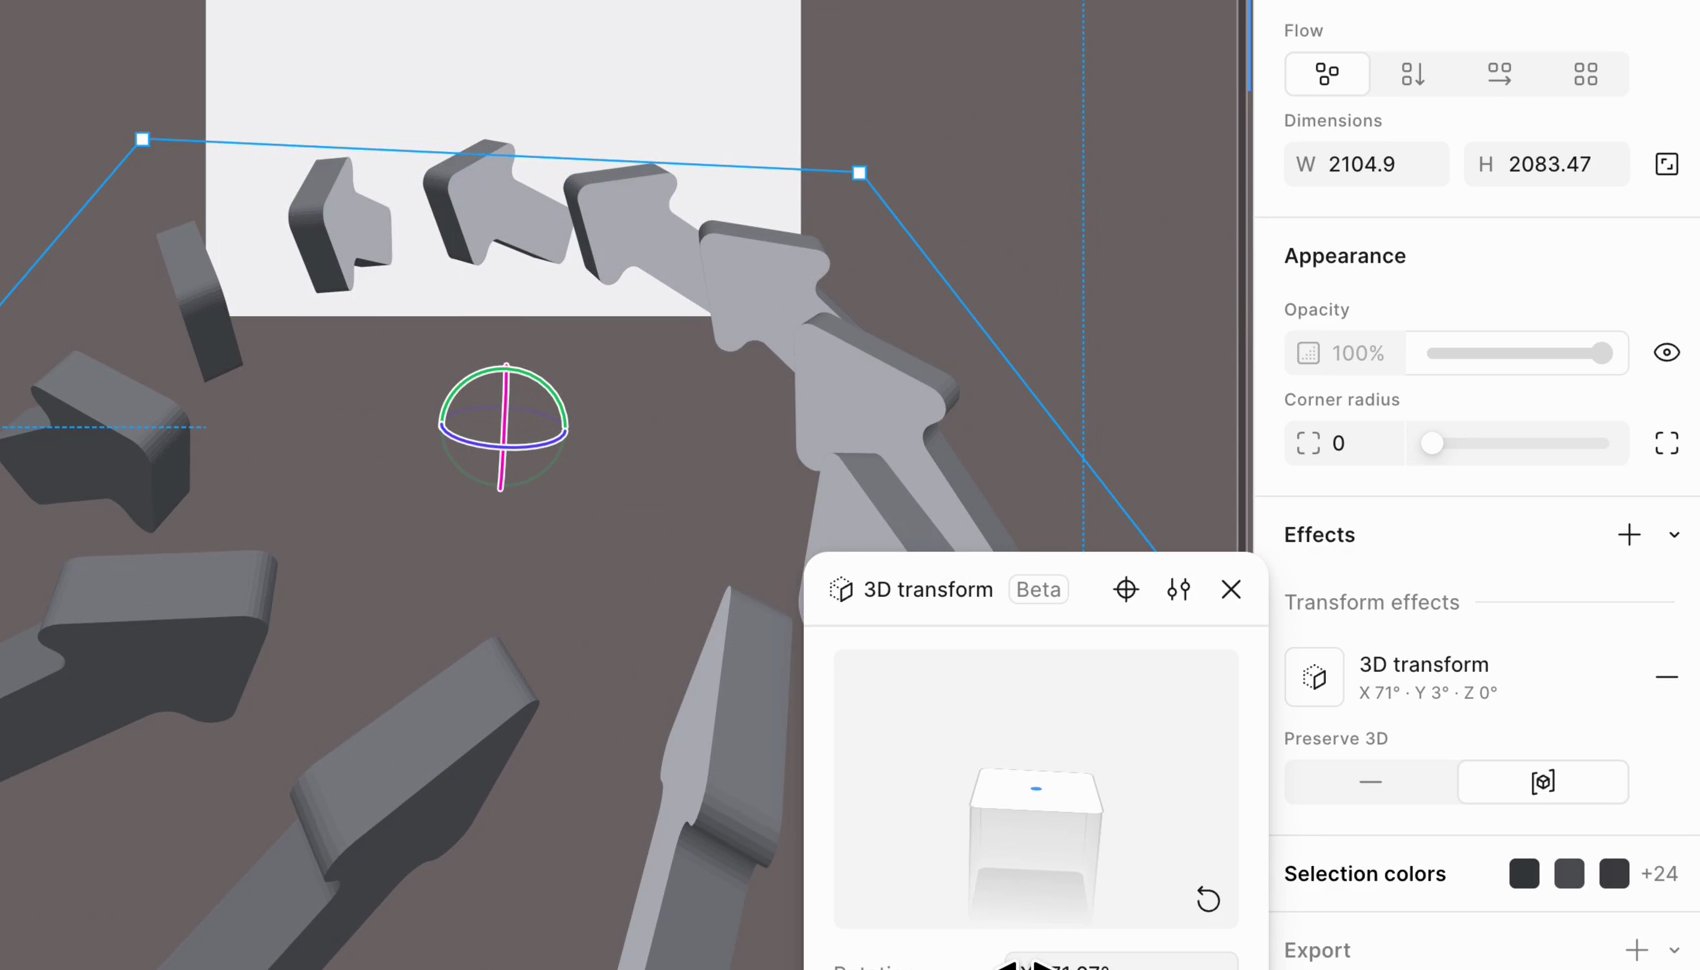 Flow
Dimensions
W 2104.9 H 2083.47
Appearance
Opacity
100%
Corner radius
0
Effects
Transform effects
3D transform
X 71° · Y 3° · Z 0°
Preserve 3D
Selection colors
+24
Export
3D transform Beta